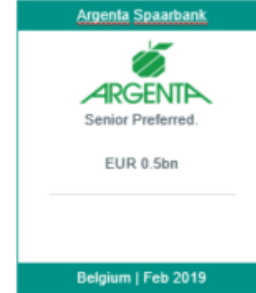 Argenta Spaarbank
ARGENTA
Senior Preferred.
EUR 0.5bn
Belgium | Feb 2019